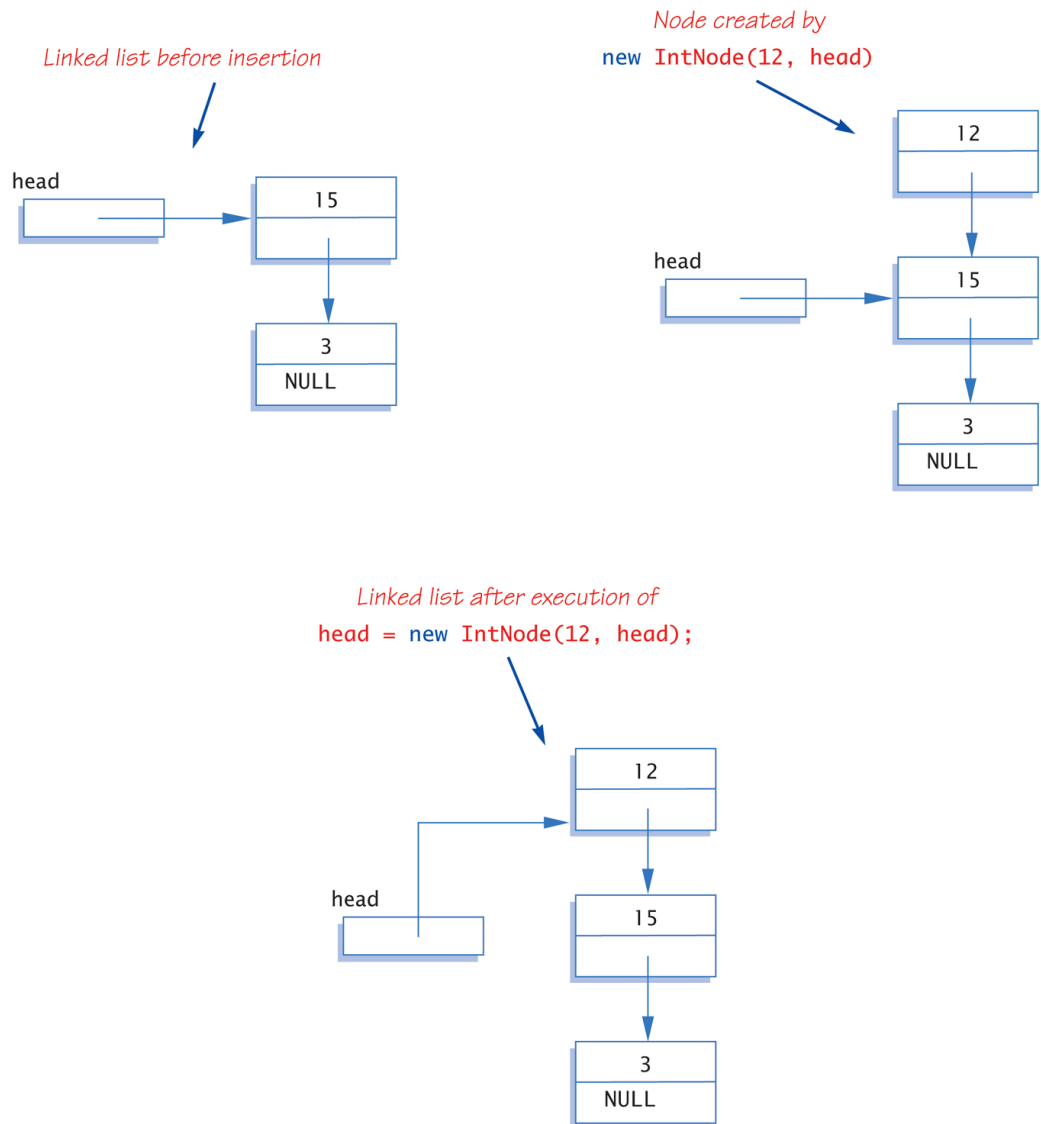 Linked list before insertion
head
15
3
NULL
Node created by
new IntNode(12, head)
12
head
15
3
NULL
Linked list after execution of
head = new IntNode(12, head);
12
head
15
3
NULL